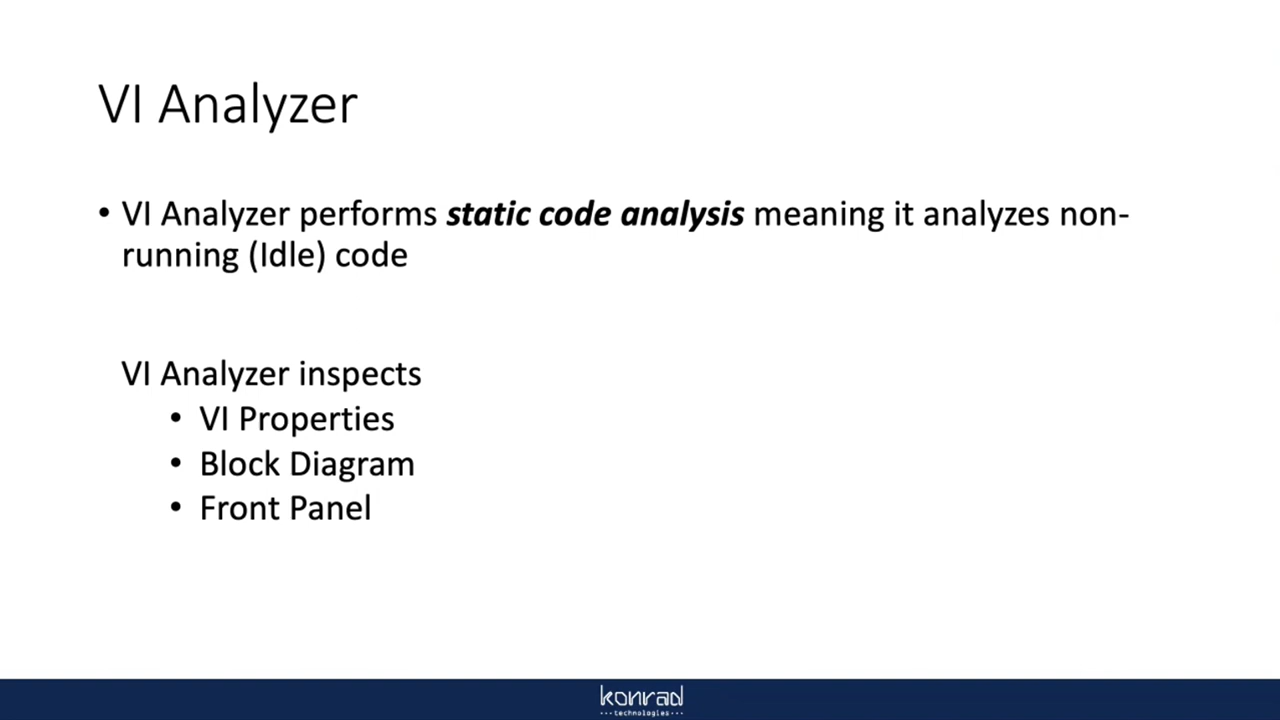 VI Analyzer
• VI Analyzer performs static code analysis meaning it analyzes non-
running (Idle) code
VI Analyzer inspects
• VI Properties
• Block Diagram
• Front Panel
konrad
···technologies···